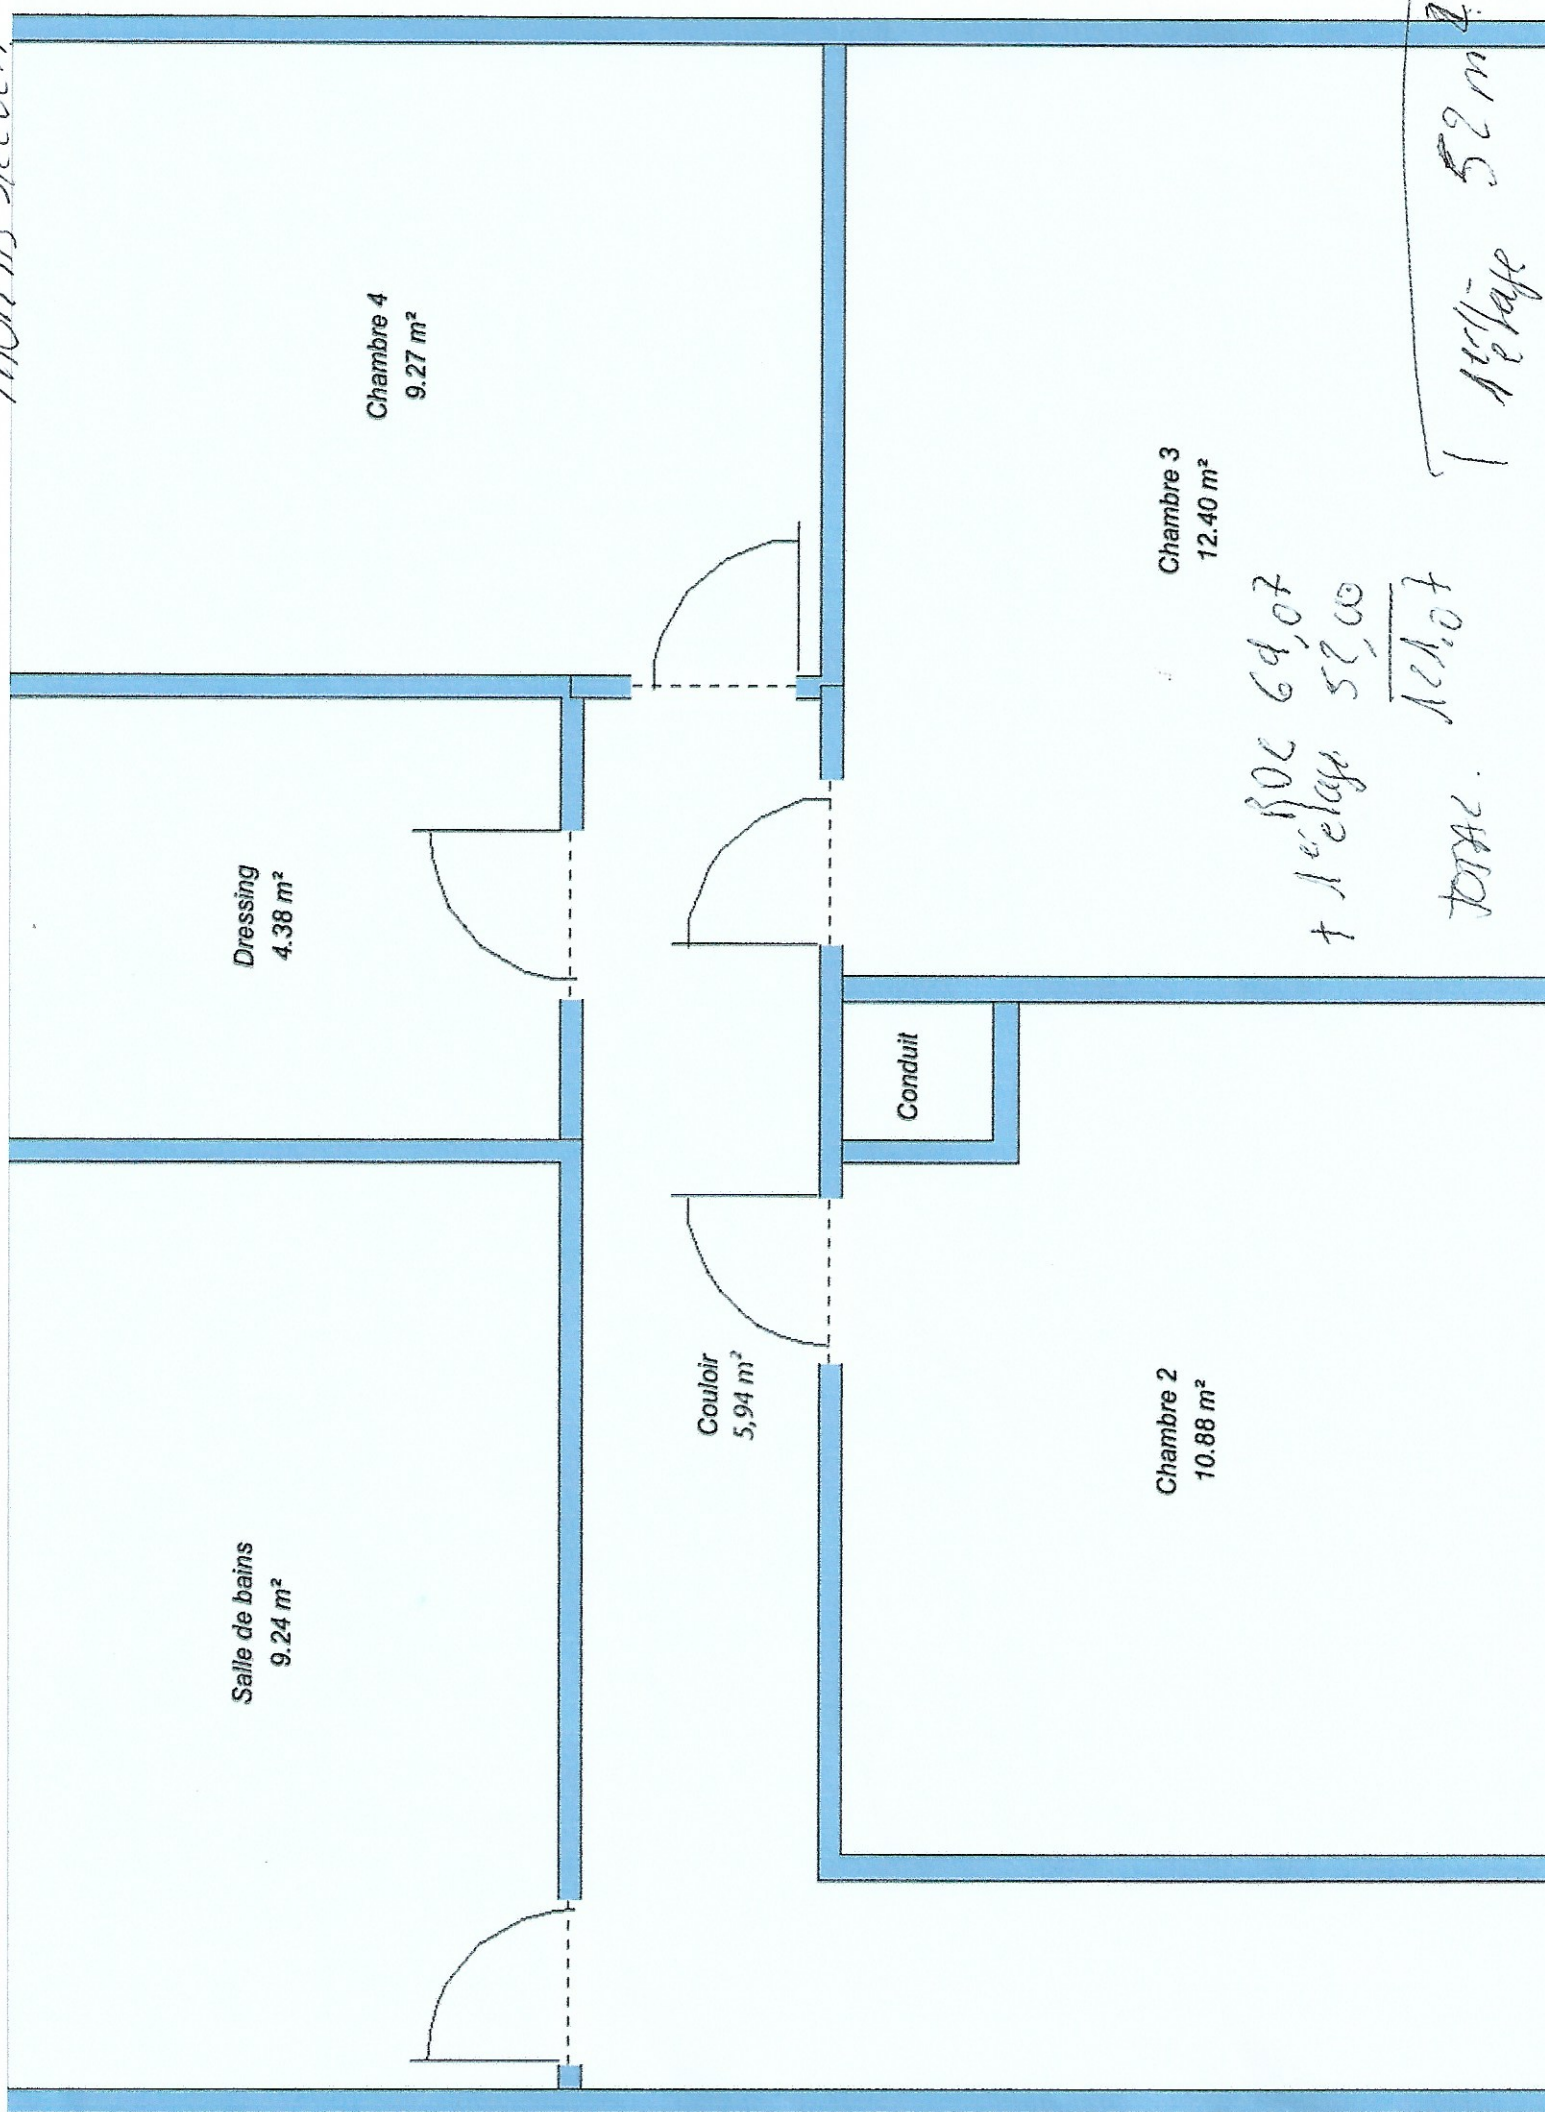 Salle de bains
9.24 m²
Dressing
4.38 m²
Chambre 4
9.27 m²
Couloir
5,94 m²
Conduit
Chambre 2
10.88 m²
Chambre 3
12.40 m²
RDC 69,07
+ 1er etage 52,00
TOTAL. 121,07
T 1er etage 52 m²